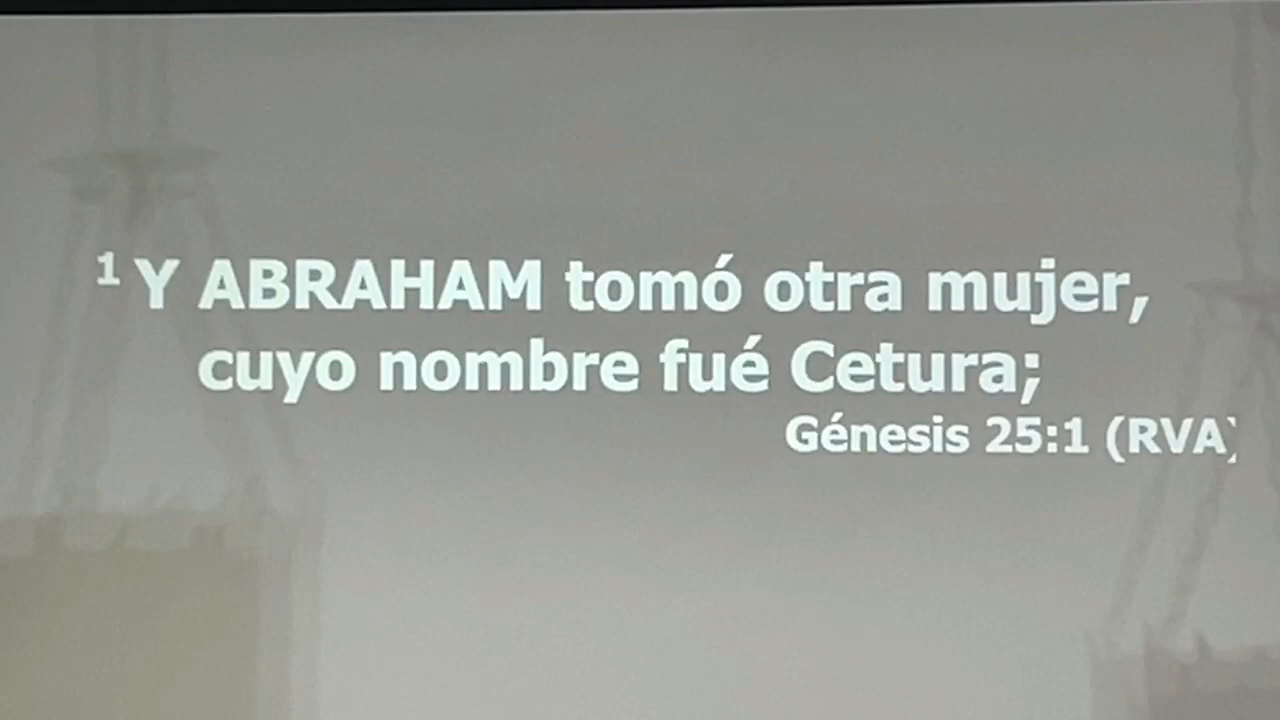 1 Y ABRAHAM tomó otra mujer,
cuyo nombre fué Cetura;
Génesis 25:1 (RVA)